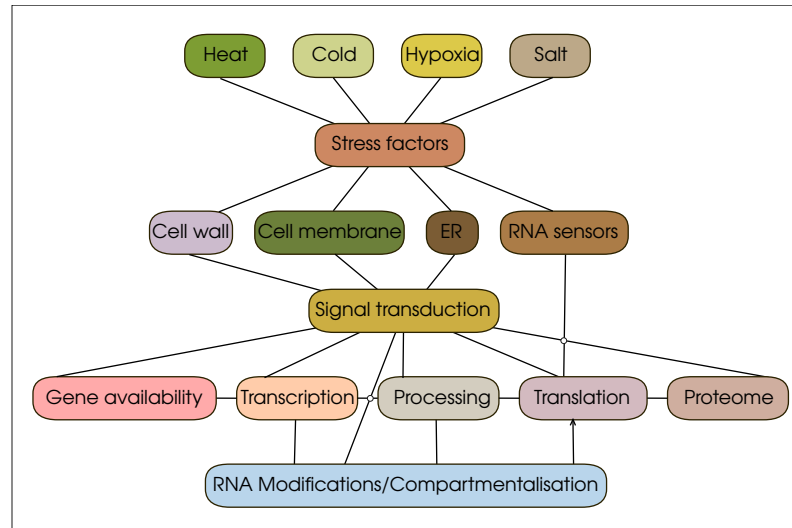 Heat
Cold
Hypoxia
Salt
Stress factors
Cell wall
Cell membrane
ER
RNA sensors
Signal transduction
Gene availability
Transcription
Processing
Translation
Proteome
RNA Modifications/Compartmentalisation